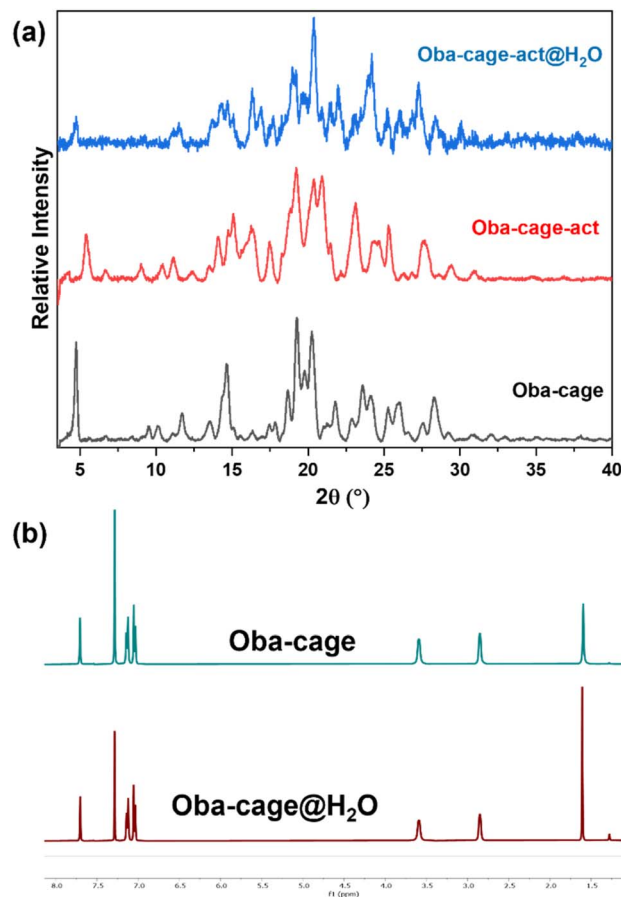 (a)
Oba-cage-act@H₂O
Oba-cage-act
Oba-cage
Relative Intensity
5 10 15 20 25 30 35 40
2θ (°)
(b)
Oba-cage
Oba-cage@H₂O
8.0 7.5 7.0 6.5 6.0 5.5 5.0 4.5 4.0 3.5 3.0 2.5 2.0 1.5
f1 (ppm)